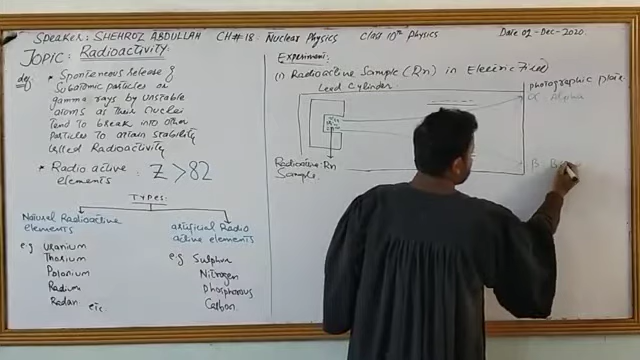 Speaker: SHEHROZ ABDULLAH CH#18 Nuclear Physics Class 10th Physics Date 02-Dec-2020.
TOPIC: Radioactivity.
def
Spontaneous release of
Subatomic particles or
gamma rays by unstable
atoms as their nuclei
tend to break into other
Particles to attain stability
called Radioactivity
Radio active elements : Z > 82
TYPES
Natural Radioactive
elements
e.g Uranium
Thorium
Polonium
Radium
Radan etc
artificial Radio
active elements
e.g Sulphur
Nitrogen
Phosphorous
Carbon
Experiment:
(1) Radioactive Sample (Rn) in Electric Field
Lead Cylinder
photographic plate
α Alpha
β
Radioactive: Rn
Sample.